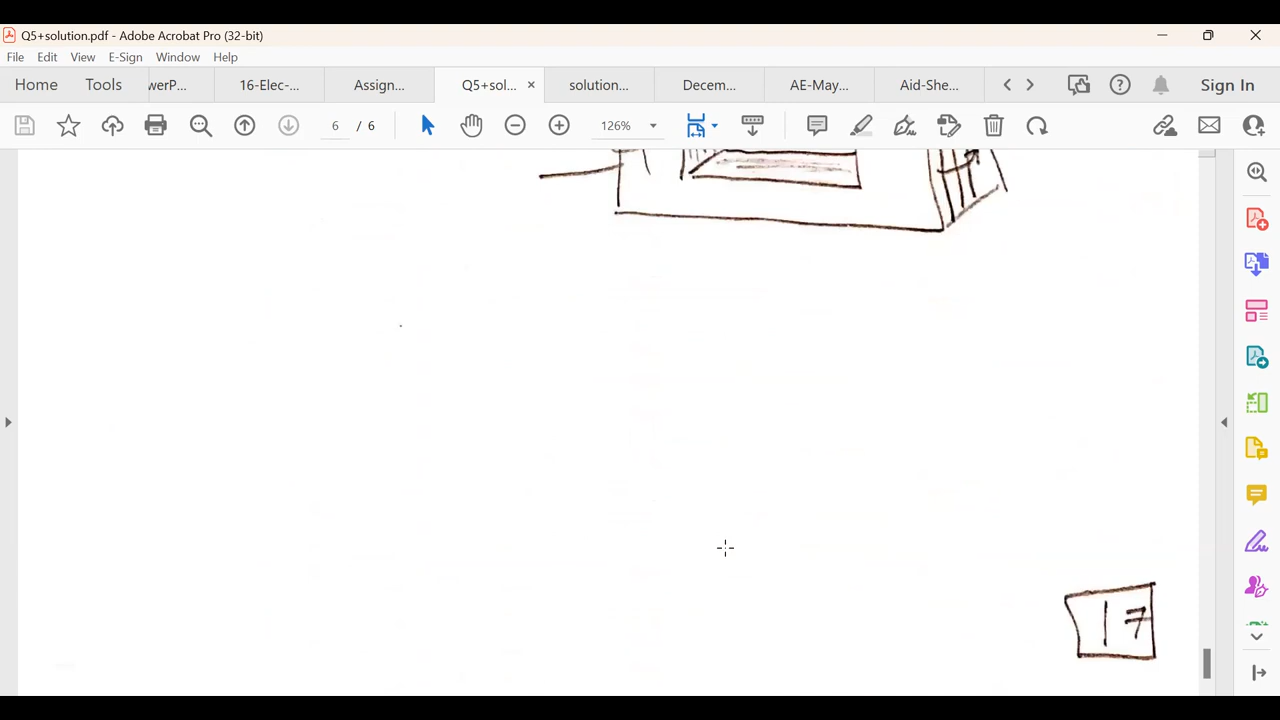 Q5+solution.pdf - Adobe Acrobat Pro (32-bit)
File Edit View E-Sign Window Help
Home Tools werP... 16-Elec-... Assign... Q5+sol... × solution... Decem... AE-May... Aid-She... Sign In
6 / 6 126%
17